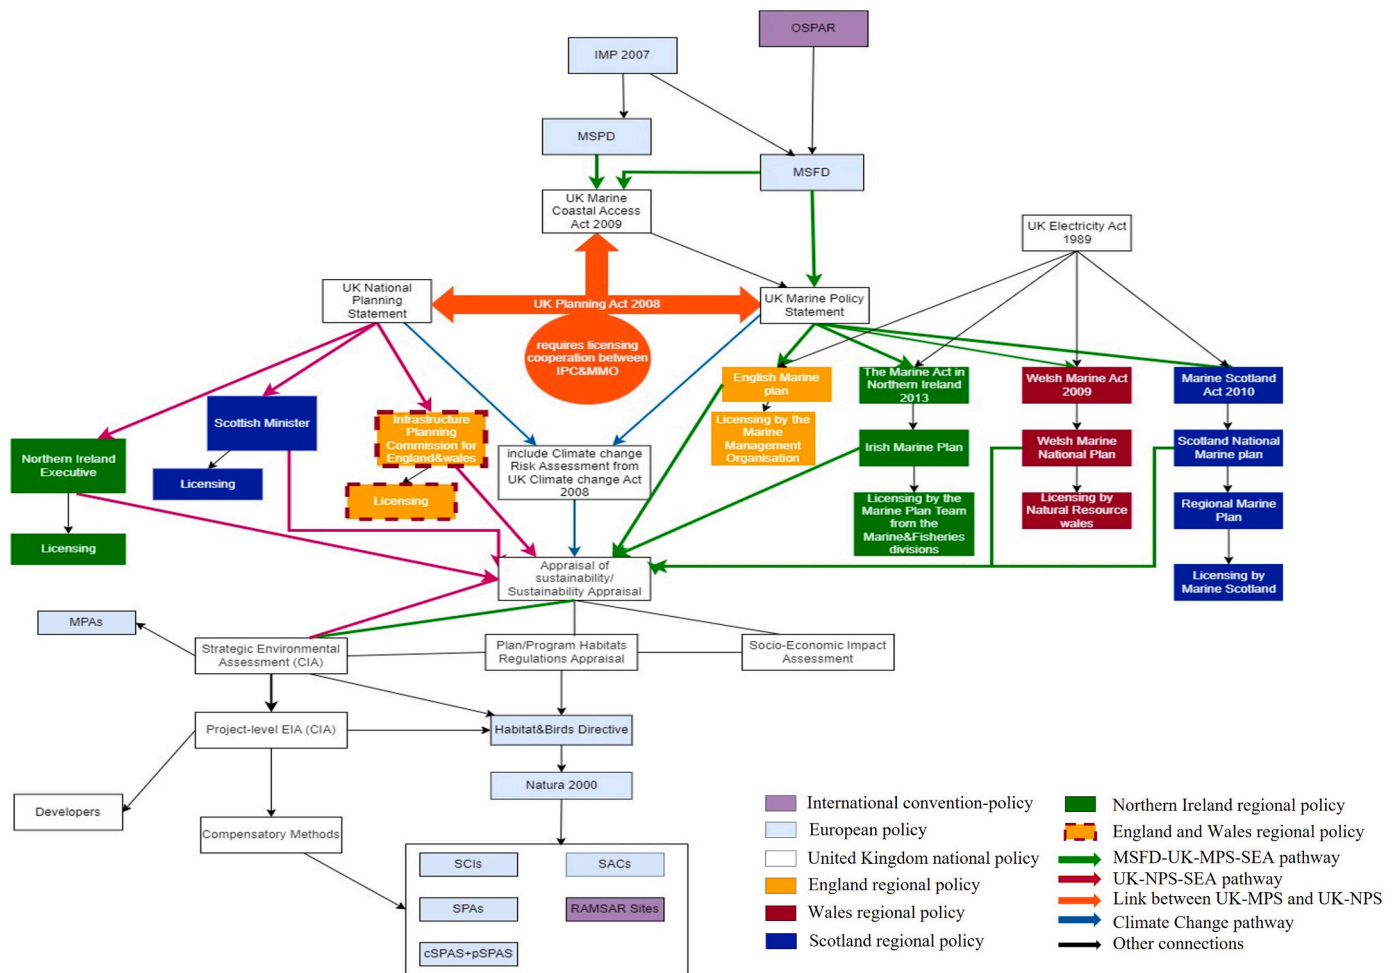 OSPAR
IMP 2007
MSPD
MSFD
UK Marine
Coastal Access
Act 2009
UK Electricity Act
1989
UK National
Planning
Statement
UK Planning Act 2008
UK Marine Policy
Statement
requires licensing
cooperation between
IPC&MMO
English Marine
plan
The Marine Act in
Northern Ireland
2013
Welsh Marine Act
2009
Marine Scotland
Act 2010
Scottish Minister
Infrastructure
Planning
Commission for
England&wales
Licensing by the
Marine
Management
Organisation
Irish Marine Plan
Welsh Marine
National Plan
Scotland National
Marine plan
Northern Ireland
Executive
Licensing
Licensing
include Climate change
Risk Assessment from
UK Climate change Act
2008
Licensing by the
Marine Plan Team
from the
Marine&Fisheries
divisions
Licensing by
Natural Resource
wales
Regional Marine
Plan
Licensing
Appraisal of
sustainability/
Sustainability Appraisal
Licensing by
Marine Scotland
MPAs
Strategic Environmental
Assessment (CIA)
Plan/Program Habitats
Regulations Appraisal
Socio-Economic Impact
Assessment
Project-level EIA (CIA)
Habitat&Birds Directive
Natura 2000
Developers
Compensatory Methods
SCIs
SACs
SPAs
RAMSAR Sites
cSPAS+pSPAS
International convention-policy
European policy
United Kingdom national policy
England regional policy
Wales regional policy
Scotland regional policy
Northern Ireland regional policy
England and Wales regional policy
MSFD-UK-MPS-SEA pathway
UK-NPS-SEA pathway
Link between UK-MPS and UK-NPS
Climate Change pathway
Other connections